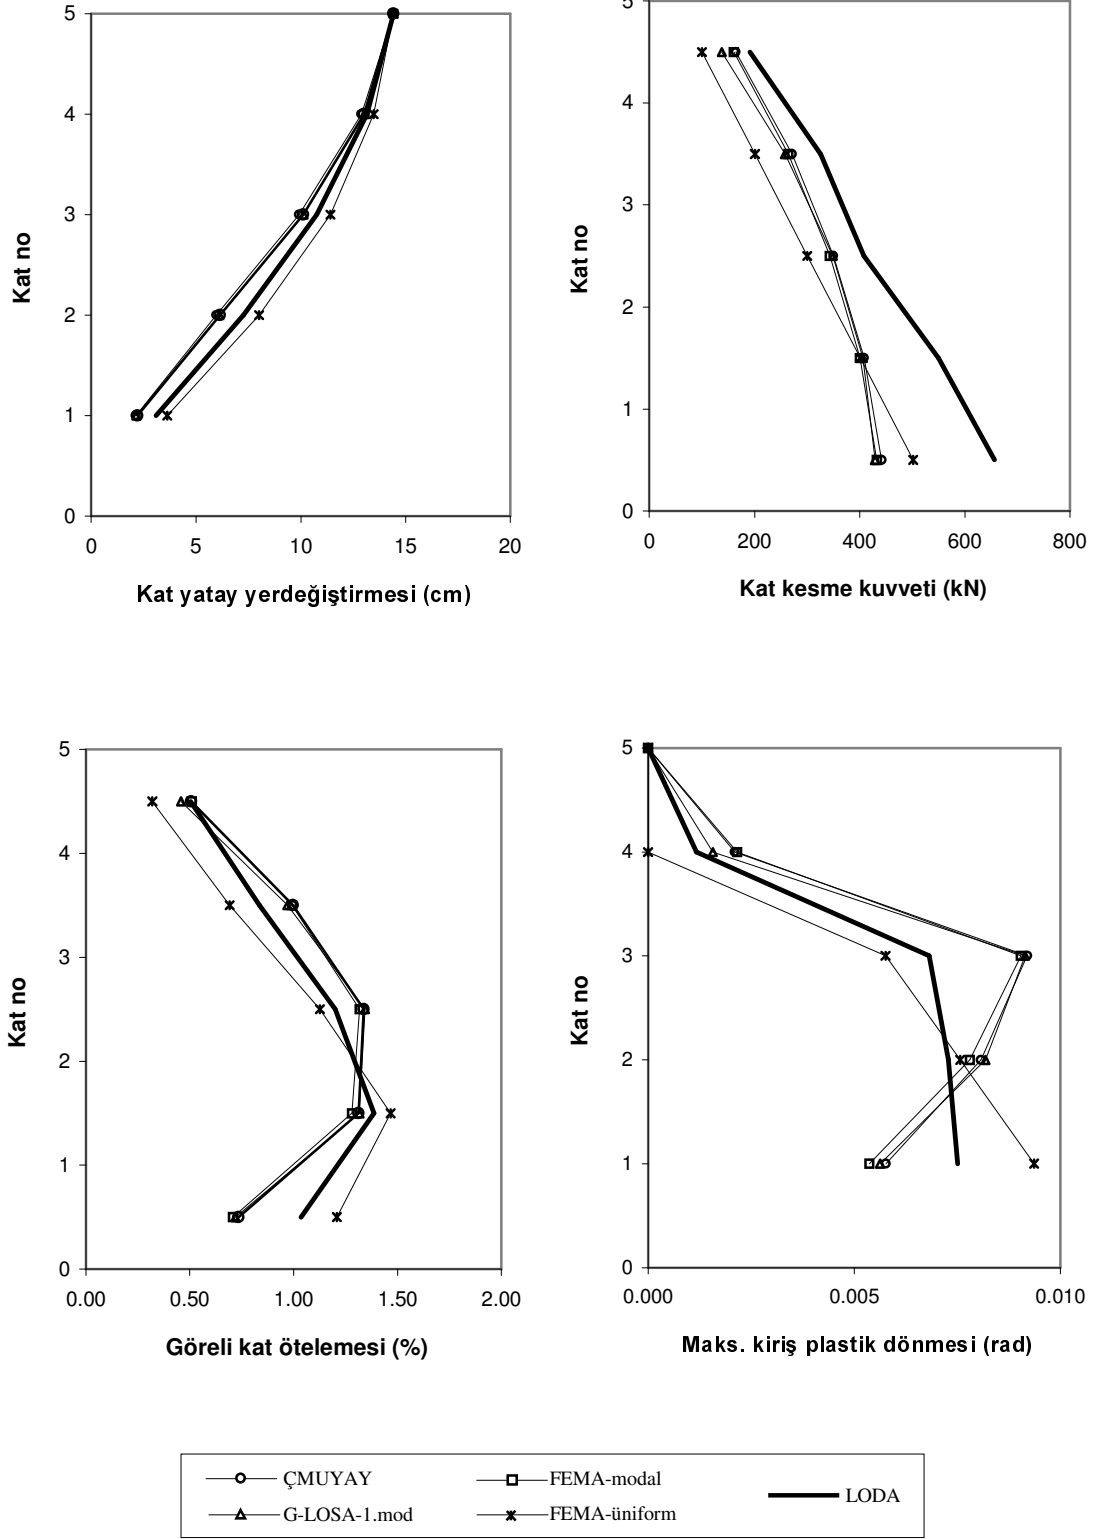 5
4
3
2
1
0
0 5 10 15 20
Kat no
Kat yatay yerdeğiştirmesi (cm)
5
4
3
2
1
0
0 200 400 600 800
Kat no
Kat kesme kuvveti (kN)
5
4
3
2
1
0
0.00 0.50 1.00 1.50 2.00
Kat no
Göreli kat ötelemesi (%)
5
4
3
2
1
0
0.000 0.005 0.010
Kat no
Maks. kiriş plastik dönmesi (rad)
ÇMUYAY FEMA-modal LODA
G-LOSA-1.mod FEMA-üniform